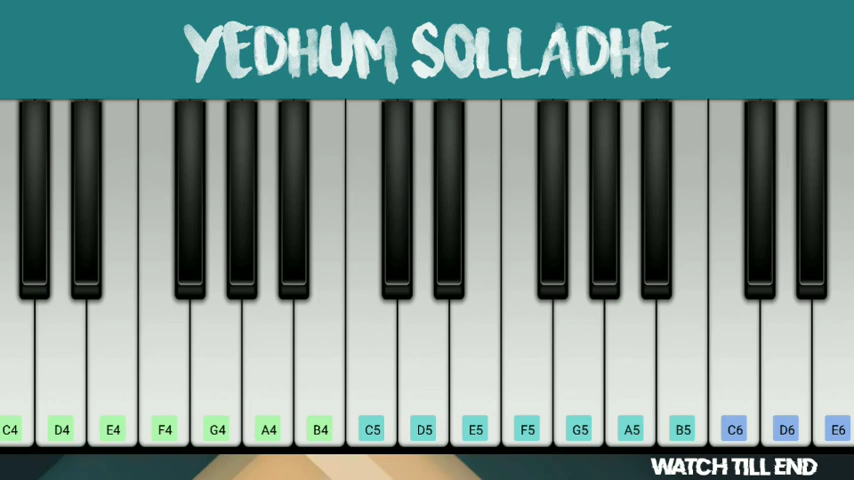 YEDHUM SOLLADHE
C4 D4 E4 F4 G4 A4 B4 C5 D5 E5 F5 G5 A5 B5 C6 D6 E6
WATCH TILL END